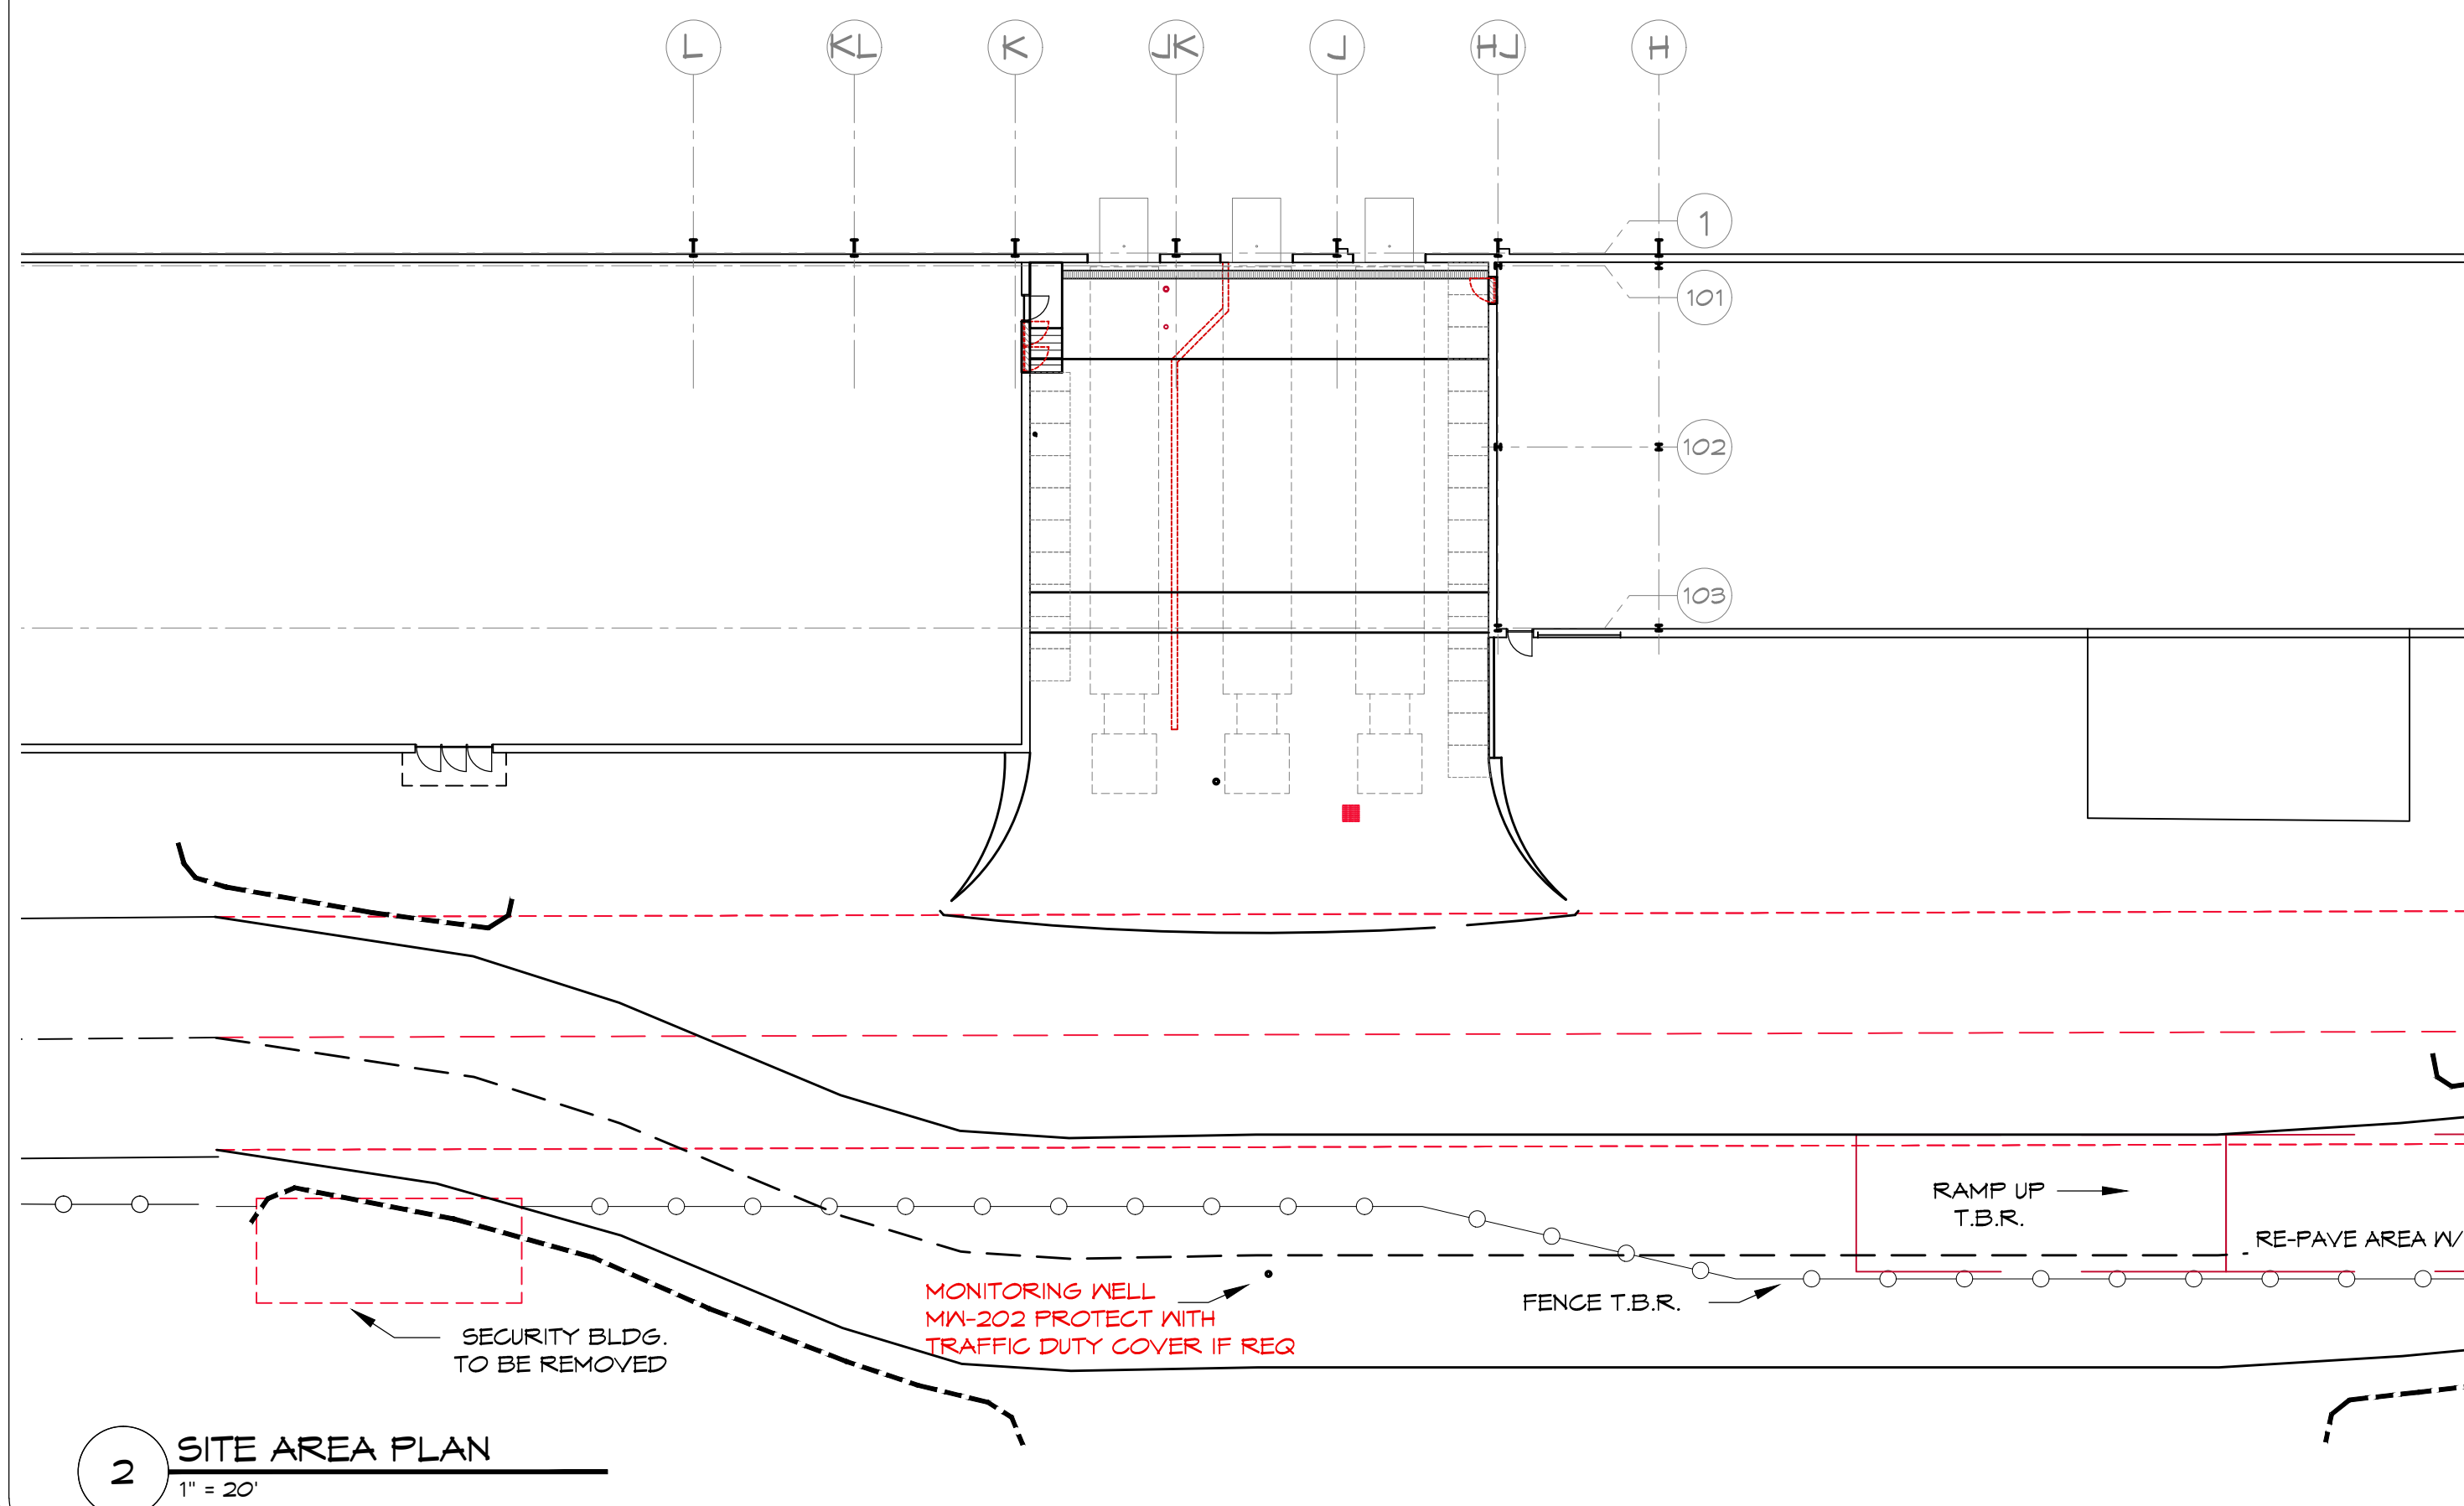 L
KL
K
JK
J
HJ
H
1
101
102
103
RAMP UP
T.B.R.
RE-PAVE AREA W/
MONITORING WELL
MW-202 PROTECT WITH
TRAFFIC DUTY COVER IF REQ
FENCE T.B.R.
SECURITY BLDG.
TO BE REMOVED
2
SITE AREA PLAN
1" = 20'